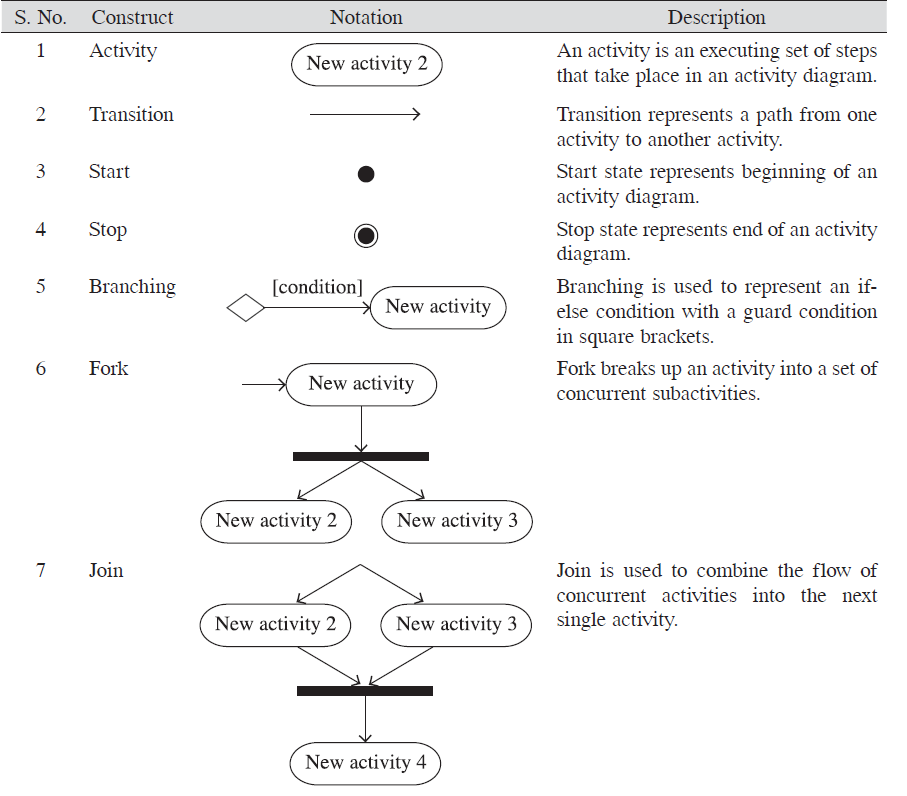 S. No. Construct Notation Description
1 Activity New activity 2 An activity is an executing set of steps
that take place in an activity diagram.
2 Transition Transition represents a path from one
activity to another activity.
3 Start Start state represents beginning of an
activity diagram.
4 Stop Stop state represents end of an activity
diagram.
5 Branching [condition] New activity Branching is used to represent an if-
else condition with a guard condition
in square brackets.
6 Fork New activity Fork breaks up an activity into a set of
concurrent subactivities.
New activity 2 New activity 3
7 Join Join is used to combine the flow of
concurrent activities into the next
New activity 2 New activity 3 single activity.
New activity 4